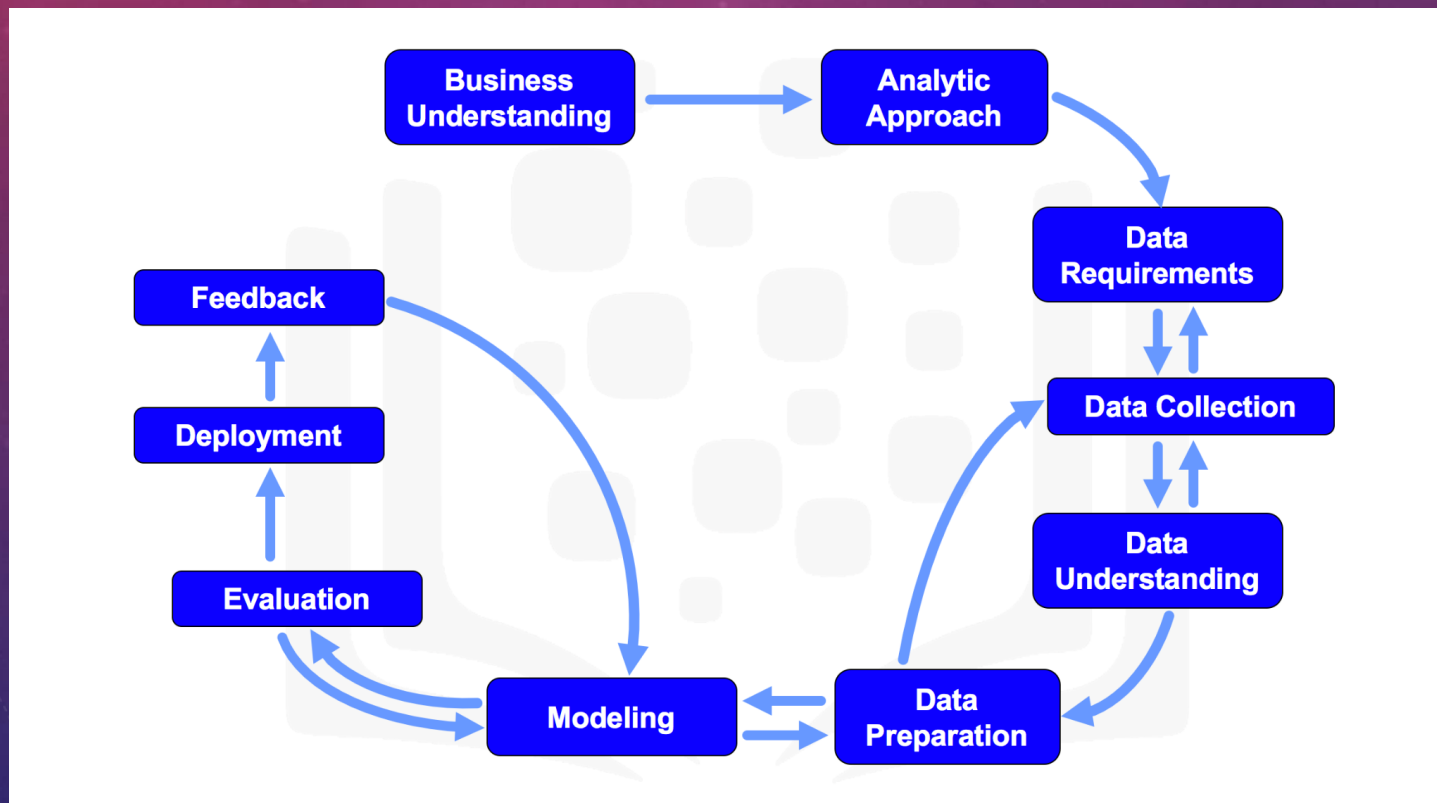 Business
Understanding
Analytic
Approach
Data
Requirements
Data Collection
Data
Understanding
Data
Preparation
Modeling
Evaluation
Deployment
Feedback